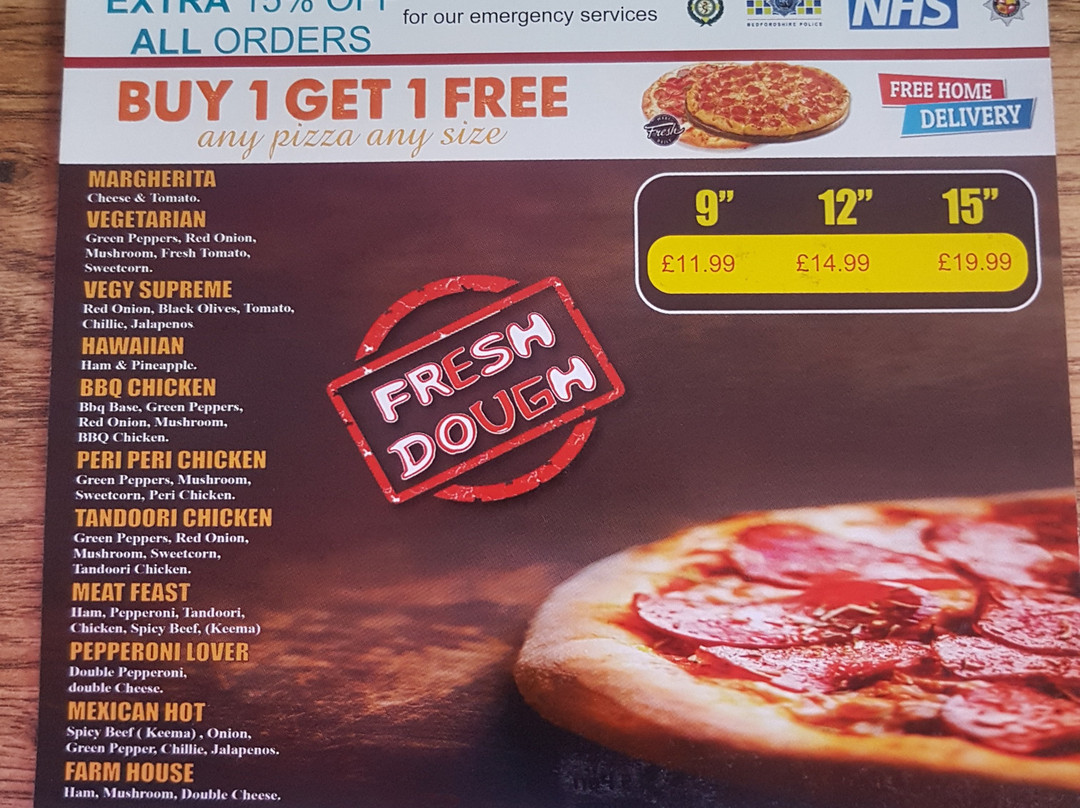 EXTRA 15% OFF
ALL ORDERS
for our emergency services
BEDFORDSHIRE POLICE
NHS
BUY 1 GET 1 FREE
any pizza any size
Fresh
FREE HOME
DELIVERY
MARGHERITA
Cheese & Tomato.
VEGETARIAN
Green Peppers, Red Onion,
Mushroom, Fresh Tomato,
Sweetcorn.
VEGY SUPREME
Red Onion, Black Olives, Tomato,
Chillie, Jalapenos
HAWAIIAN
Ham & Pineapple.
BBQ CHICKEN
Bbq Base, Green Peppers,
Red Onion, Mushroom,
BBQ Chicken.
PERI PERI CHICKEN
Green Peppers, Mushroom,
Sweetcorn, Peri Chicken.
TANDOORI CHICKEN
Green Peppers, Red Onion,
Mushroom, Sweetcorn,
Tandoori Chicken.
MEAT FEAST
Ham, Pepperoni, Tandoori,
Chicken, Spicy Beef, (Keema)
PEPPERONI LOVER
Double Pepperoni,
double Cheese.
MEXICAN HOT
Spicy Beef ( Keema) , Onion,
Green Pepper, Chillie, Jalapenos.
FARM HOUSE
Ham, Mushroom, Double Cheese.
9” 12” 15”
£11.99 £14.99 £19.99
FRESH
DOUGH